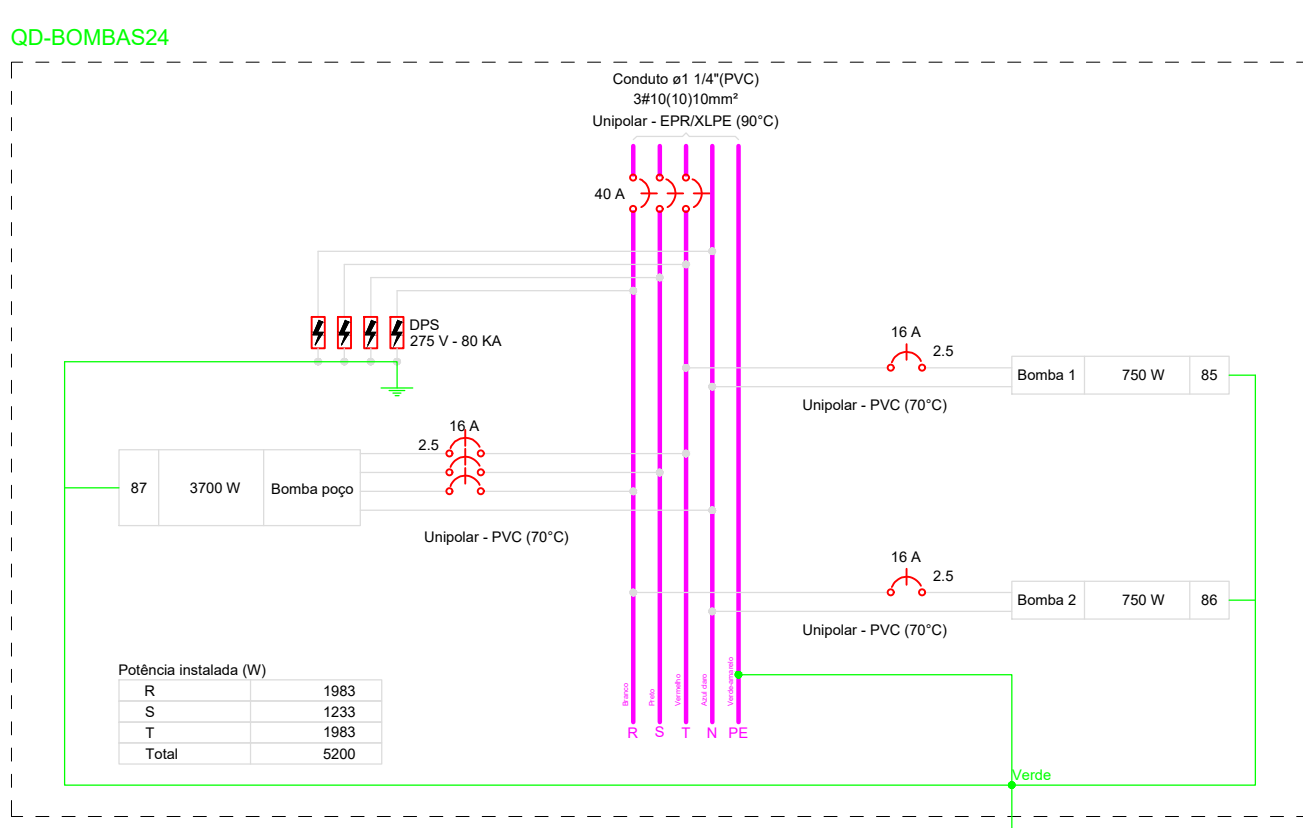 QD-BOMBAS24
Conduto ø1 1/4"(PVC)
3#10(10)10mm²
Unipolar - EPR/XLPE (90°C)
40 A
DPS
275 V - 80 KA
16 A
2.5
Bomba 1 750 W 85
Unipolar - PVC (70°C)
16 A
2.5
87 3700 W Bomba poço
Unipolar - PVC (70°C)
16 A
2.5
Bomba 2 750 W 86
Unipolar - PVC (70°C)
Potência instalada (W)
R 1983
S 1233
T 1983
Total 5200
Branco
Preto
Vermelho
Azul claro
Verde-amarelo
R S T N PE
Verde